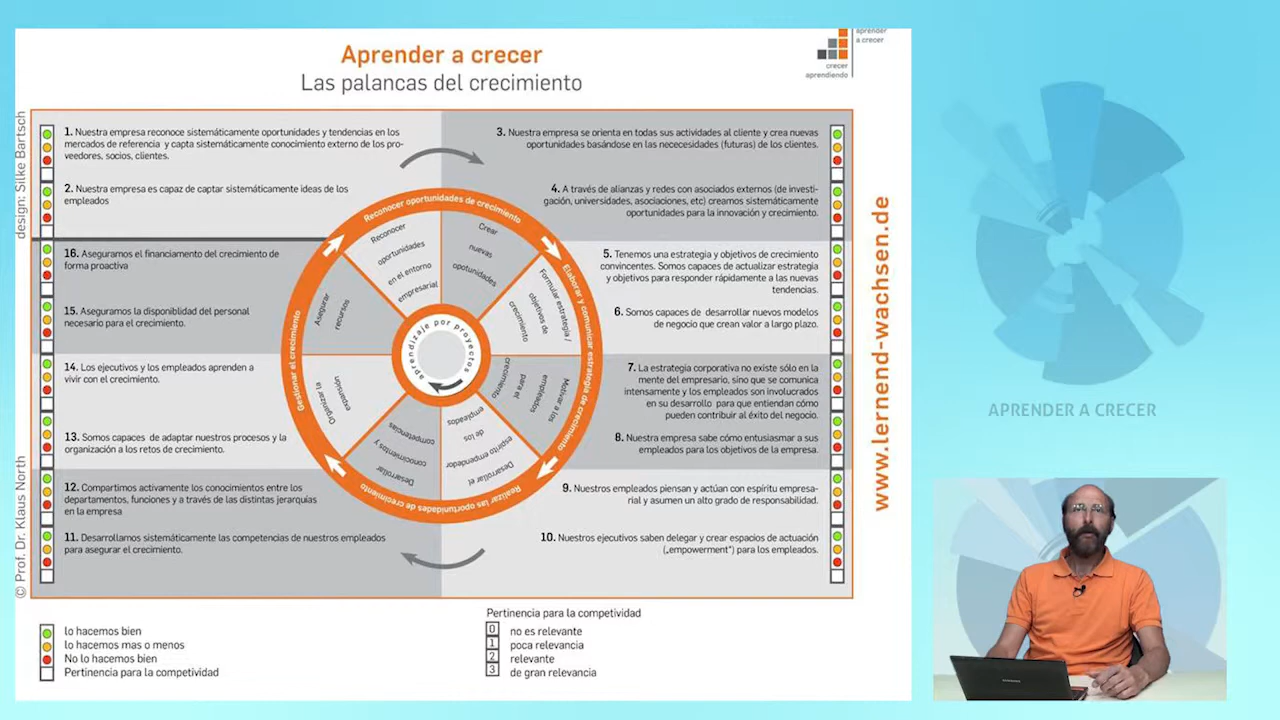 Aprender a crecer
Las palancas del crecimiento
aprender
a crecer
crecer
aprendiendo
design: Silke Bartsch
© Prof. Dr. Klaus North
1. Nuestra empresa reconoce sistemáticamente oportunidades y tendencias en los
mercados de referencia y capta sistemáticamente conocimiento externo de los pro-
veedores, socios, clientes.
2. Nuestra empresa es capaz de captar sistemáticamente ideas de los
empleados
16. Aseguramos el financiamento del crecimiento de
forma proactiva
15. Aseguramos la disponiblidad del personal
necesario para el crecimiento.
14. Los ejecutivos y los empleados aprenden a
vivir con el crecimiento.
13. Somos capaces de adaptar nuestros procesos y la
organización a los retos de crecimiento.
12. Compartimos activamente los conocimientos entre los
departamentos, funciones y a través de las distintas jerarquías
en la empresa
11. Desarrollamos sistemáticamente las competencias de nuestros empleados
para asegurar el crecimiento.
Reconocer oportunidades de crecimiento
Elaborar y comunicar estrategia de crecimiento
Realizar las oportunidades de crecimiento
Gestionar el crecimiento
Reconocer
oportunidades
en el entorno
empresarial
Crear
nuevas
opotunidades
Formular estrategia /
objetivos de
crecimiento
Motivar a los
empleados
para el
crecimiento
Desarrollar el
espíritu empendedor
de los
empleados
Desarrollar
conocimientos y
competencias
Organizar la
expansión
Asegurar
recursos
aprendizaje por proyectos
3. Nuestra empresa se orienta en todas sus actividades al cliente y crea nuevas
oportunidades basándose en las nececesidades (futuras) de los clientes.
4. A través de alianzas y redes con asociados externos (de investi-
gación, universidades, asociaciones, etc) creamos sistemáticamente
oportunidades para la innovación y crecimiento.
5. Tenemos una estrategia y objetivos de crecimiento
convincentes. Somos capaces de actualizar estrategia
y objetivos para responder rápidamente a las nuevas
tendencias.
6. Somos capaces de desarrollar nuevos modelos
de negocio que crean valor a largo plazo.
7. La estrategia corporativa no existe sólo en la
mente del empresario, sino que se comunica
intensamente y los empleados son involucrados
en su desarrollo para que entiendan cómo
pueden contribuir al éxito del negocio.
8. Nuestra empresa sabe cómo entusiasmar a sus
empleados para los objetivos de la empresa.
9. Nuestros empleados piensan y actúan con espíritu empresa-
rial y asumen un alto grado de responsabilidad.
10. Nuestros ejecutivos saben delegar y crear espacios de actuación
(„empowerment“) para los empleados.
www.lernend-wachsen.de
lo hacemos bien
lo hacemos mas o menos
No lo hacemos bien
Pertinencia para la competividad
Pertinencia para la competividad
0 no es relevante
1 poca relevancia
2 relevante
3 de gran relevancia
APRENDER A CRECER